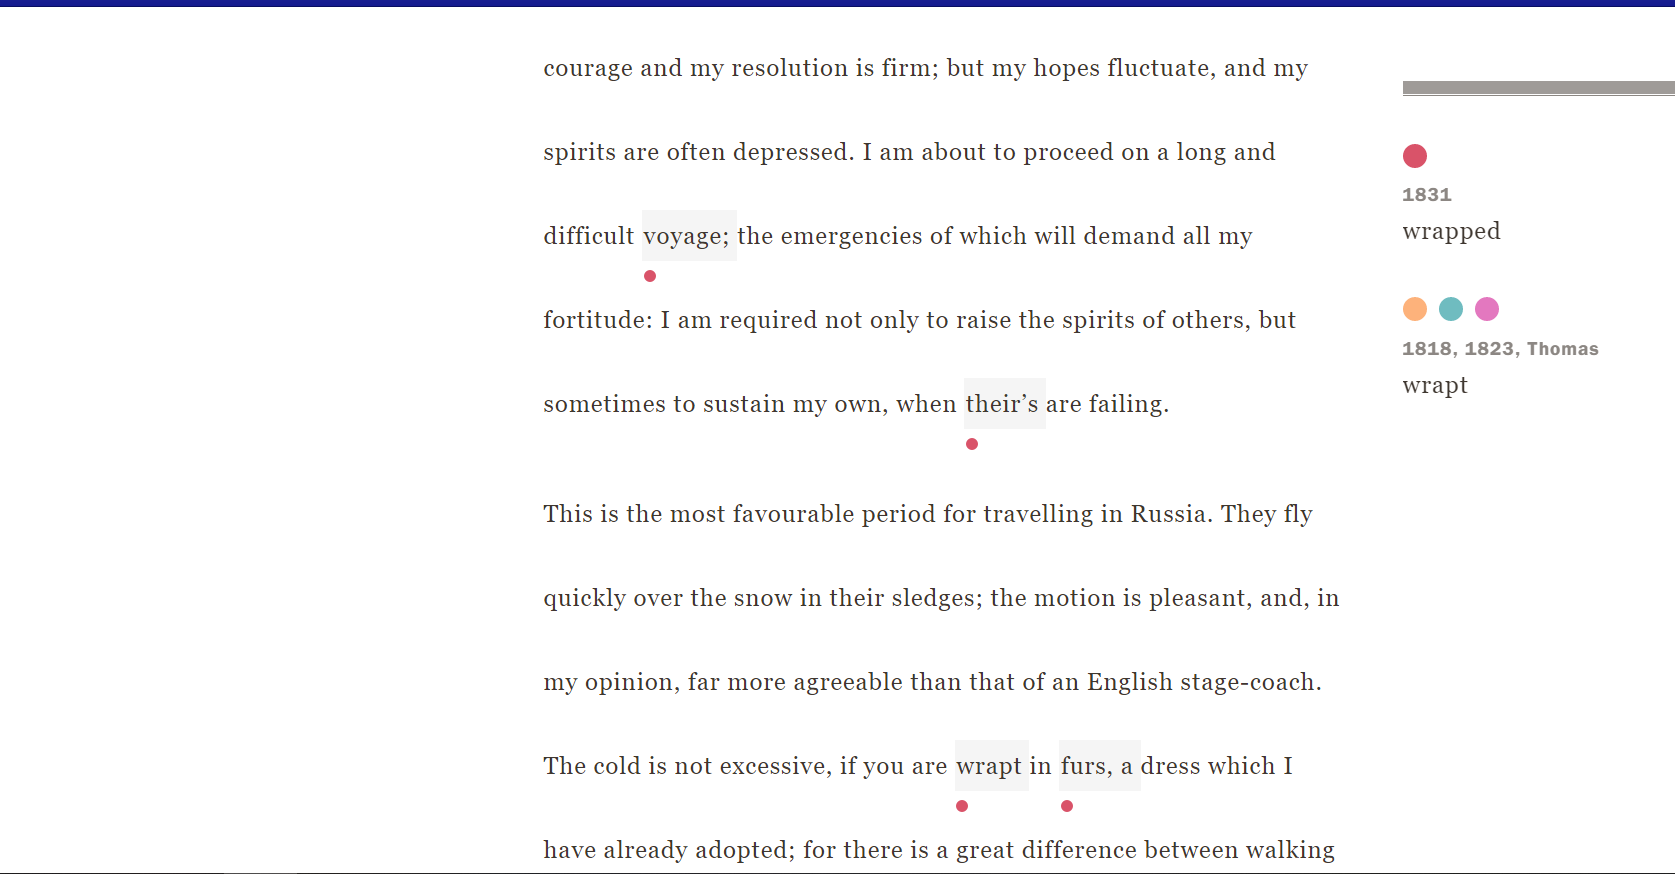 courage and my resolution is firm; but my hopes fluctuate, and my
spirits are often depressed. I am about to proceed on a long and
difficult voyage; the emergencies of which will demand all my
fortitude: I am required not only to raise the spirits of others, but
sometimes to sustain my own, when their’s are failing.
This is the most favourable period for travelling in Russia. They fly
quickly over the snow in their sledges; the motion is pleasant, and, in
my opinion, far more agreeable than that of an English stage-coach.
The cold is not excessive, if you are wrapt in furs, a dress which I
have already adopted; for there is a great difference between walking
1831
wrapped
1818, 1823, Thomas
wrapt